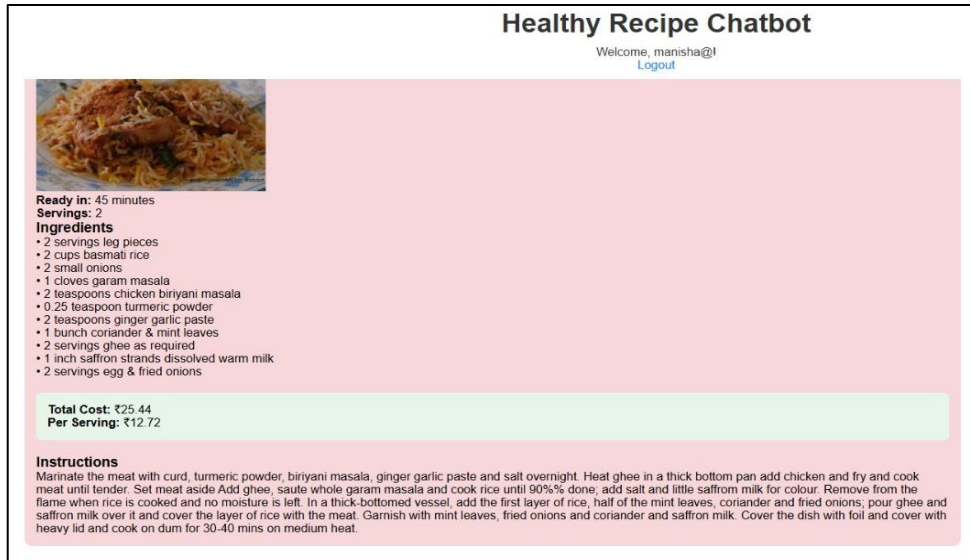 Healthy Recipe Chatbot
Welcome, manisha@!
Logout
Ready in: 45 minutes
Servings: 2
Ingredients
• 2 servings leg pieces
• 2 cups basmati rice
• 2 small onions
• 1 cloves garam masala
• 2 teaspoons chicken biriyani masala
• 0.25 teaspoon turmeric powder
• 2 teaspoons ginger garlic paste
• 1 bunch coriander & mint leaves
• 2 servings ghee as required
• 1 inch saffron strands dissolved warm milk
• 2 servings egg & fried onions
Total Cost: ₹25.44
Per Serving: ₹12.72
Instructions
Marinate the meat with curd, turmeric powder, biriyani masala, ginger garlic paste and salt overnight. Heat ghee in a thick bottom pan add chicken and fry and cook
meat until tender. Set meat aside Add ghee, saute whole garam masala and cook rice until 90%% done; add salt and little saffrom milk for colour. Remove from the
flame when rice is cooked and no moisture is left. In a thick-bottomed vessel, add the first layer of rice, half of the mint leaves, coriander and fried onions; pour ghee and
saffron milk over it and cover the layer of rice with the meat. Garnish with mint leaves, fried onions and coriander and saffron milk. Cover the dish with foil and cover with
heavy lid and cook on dum for 30-40 mins on medium heat.